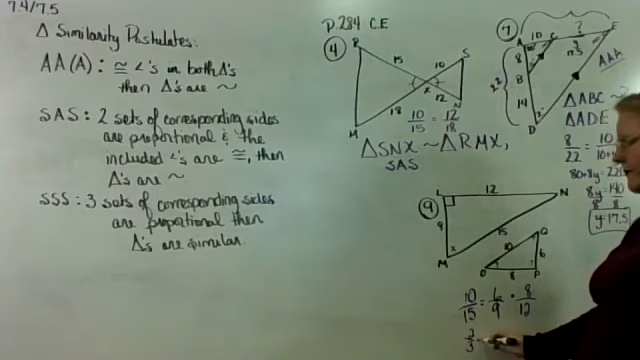 7.4/7.5
Δ Similarity Postulates:
AA(A): ≅ ∠'s in both Δ's
then Δ's are ~
SAS: 2 sets of corresponding sides
are proportional & the
included ∠'s are ≅, then
Δ's are ~
SSS: 3 sets of corresponding sides
are proportional then
Δ's are similar
p. 284 C.E
④
R
S
15
10
x
18
12
N
M
10/15 = 12/18
ΔSNX ~ ΔRMX,
SAS
⑦
A
10
C
?
E
8
B
22
14
D
AAA
ΔABC ~
ΔADE
8/22 = 10/10+y
80+8y = 220
8y = 140
8 8
y = 17.5
⑨
L
12
N
9
15
M
x
Q
10
6
O
8
P
10/15 = 6/9 = 8/12
2/3